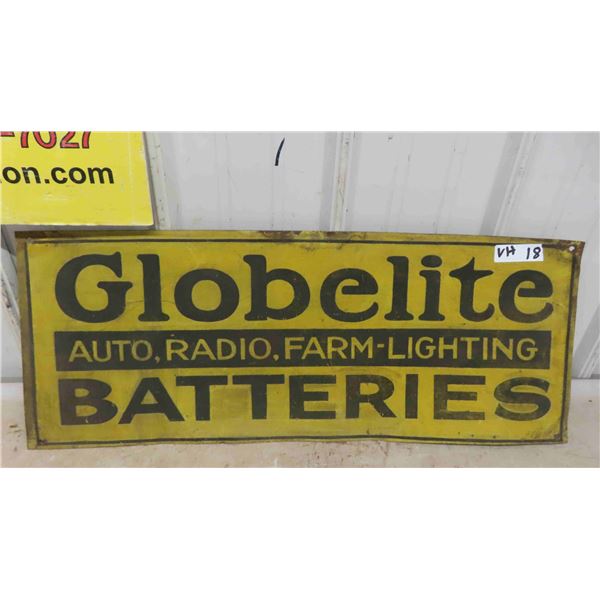 -7027
on.com
VH 18
Globelite
AUTO, RADIO, FARM-LIGHTING
BATTERIES